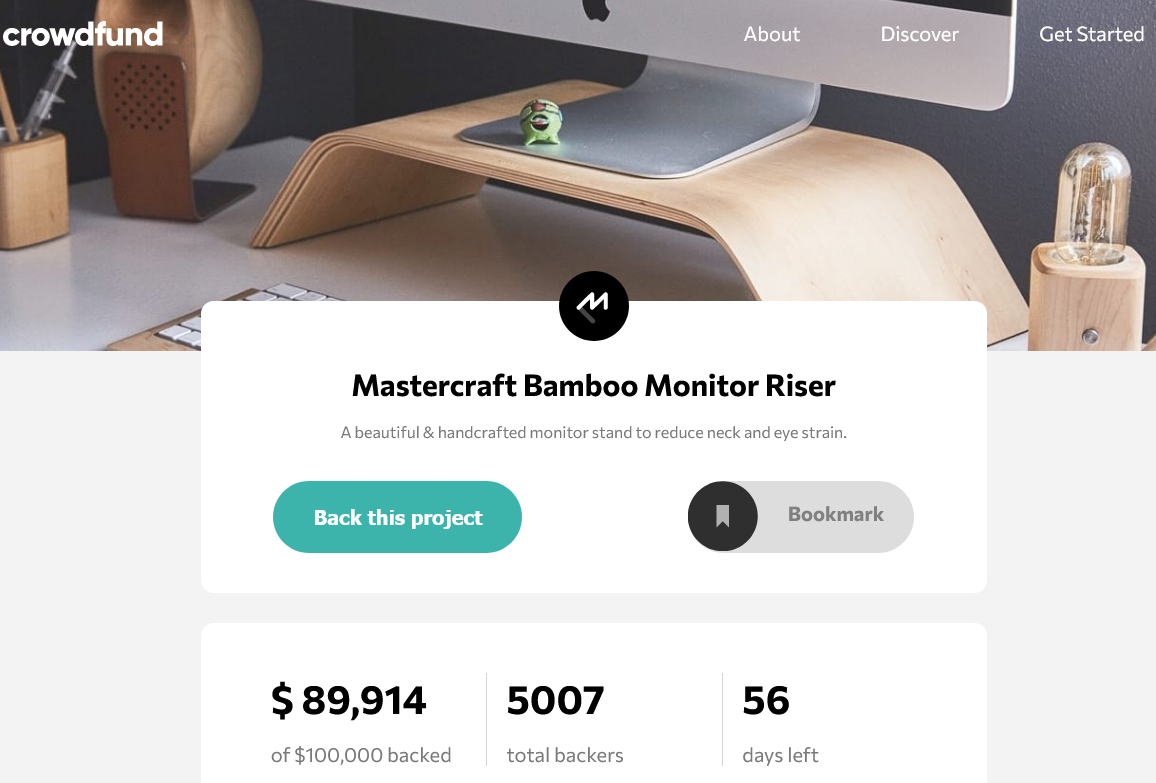 crowdfund
About
Discover
Get Started
Mastercraft Bamboo Monitor Riser
A beautiful & handcrafted monitor stand to reduce neck and eye strain.
Back this project
Bookmark
$ 89,914
5007
56
of $100,000 backed
total backers
days left